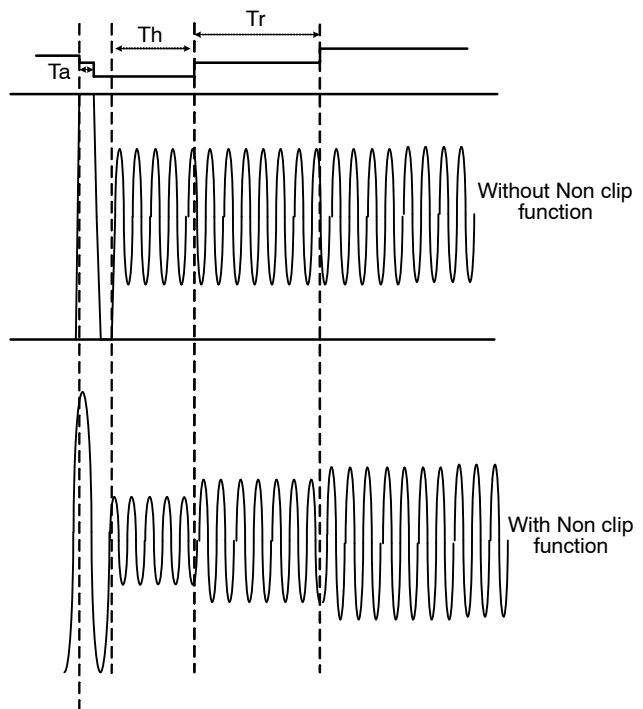 Th
Tr
Ta
Without Non clip
function
With Non clip
function